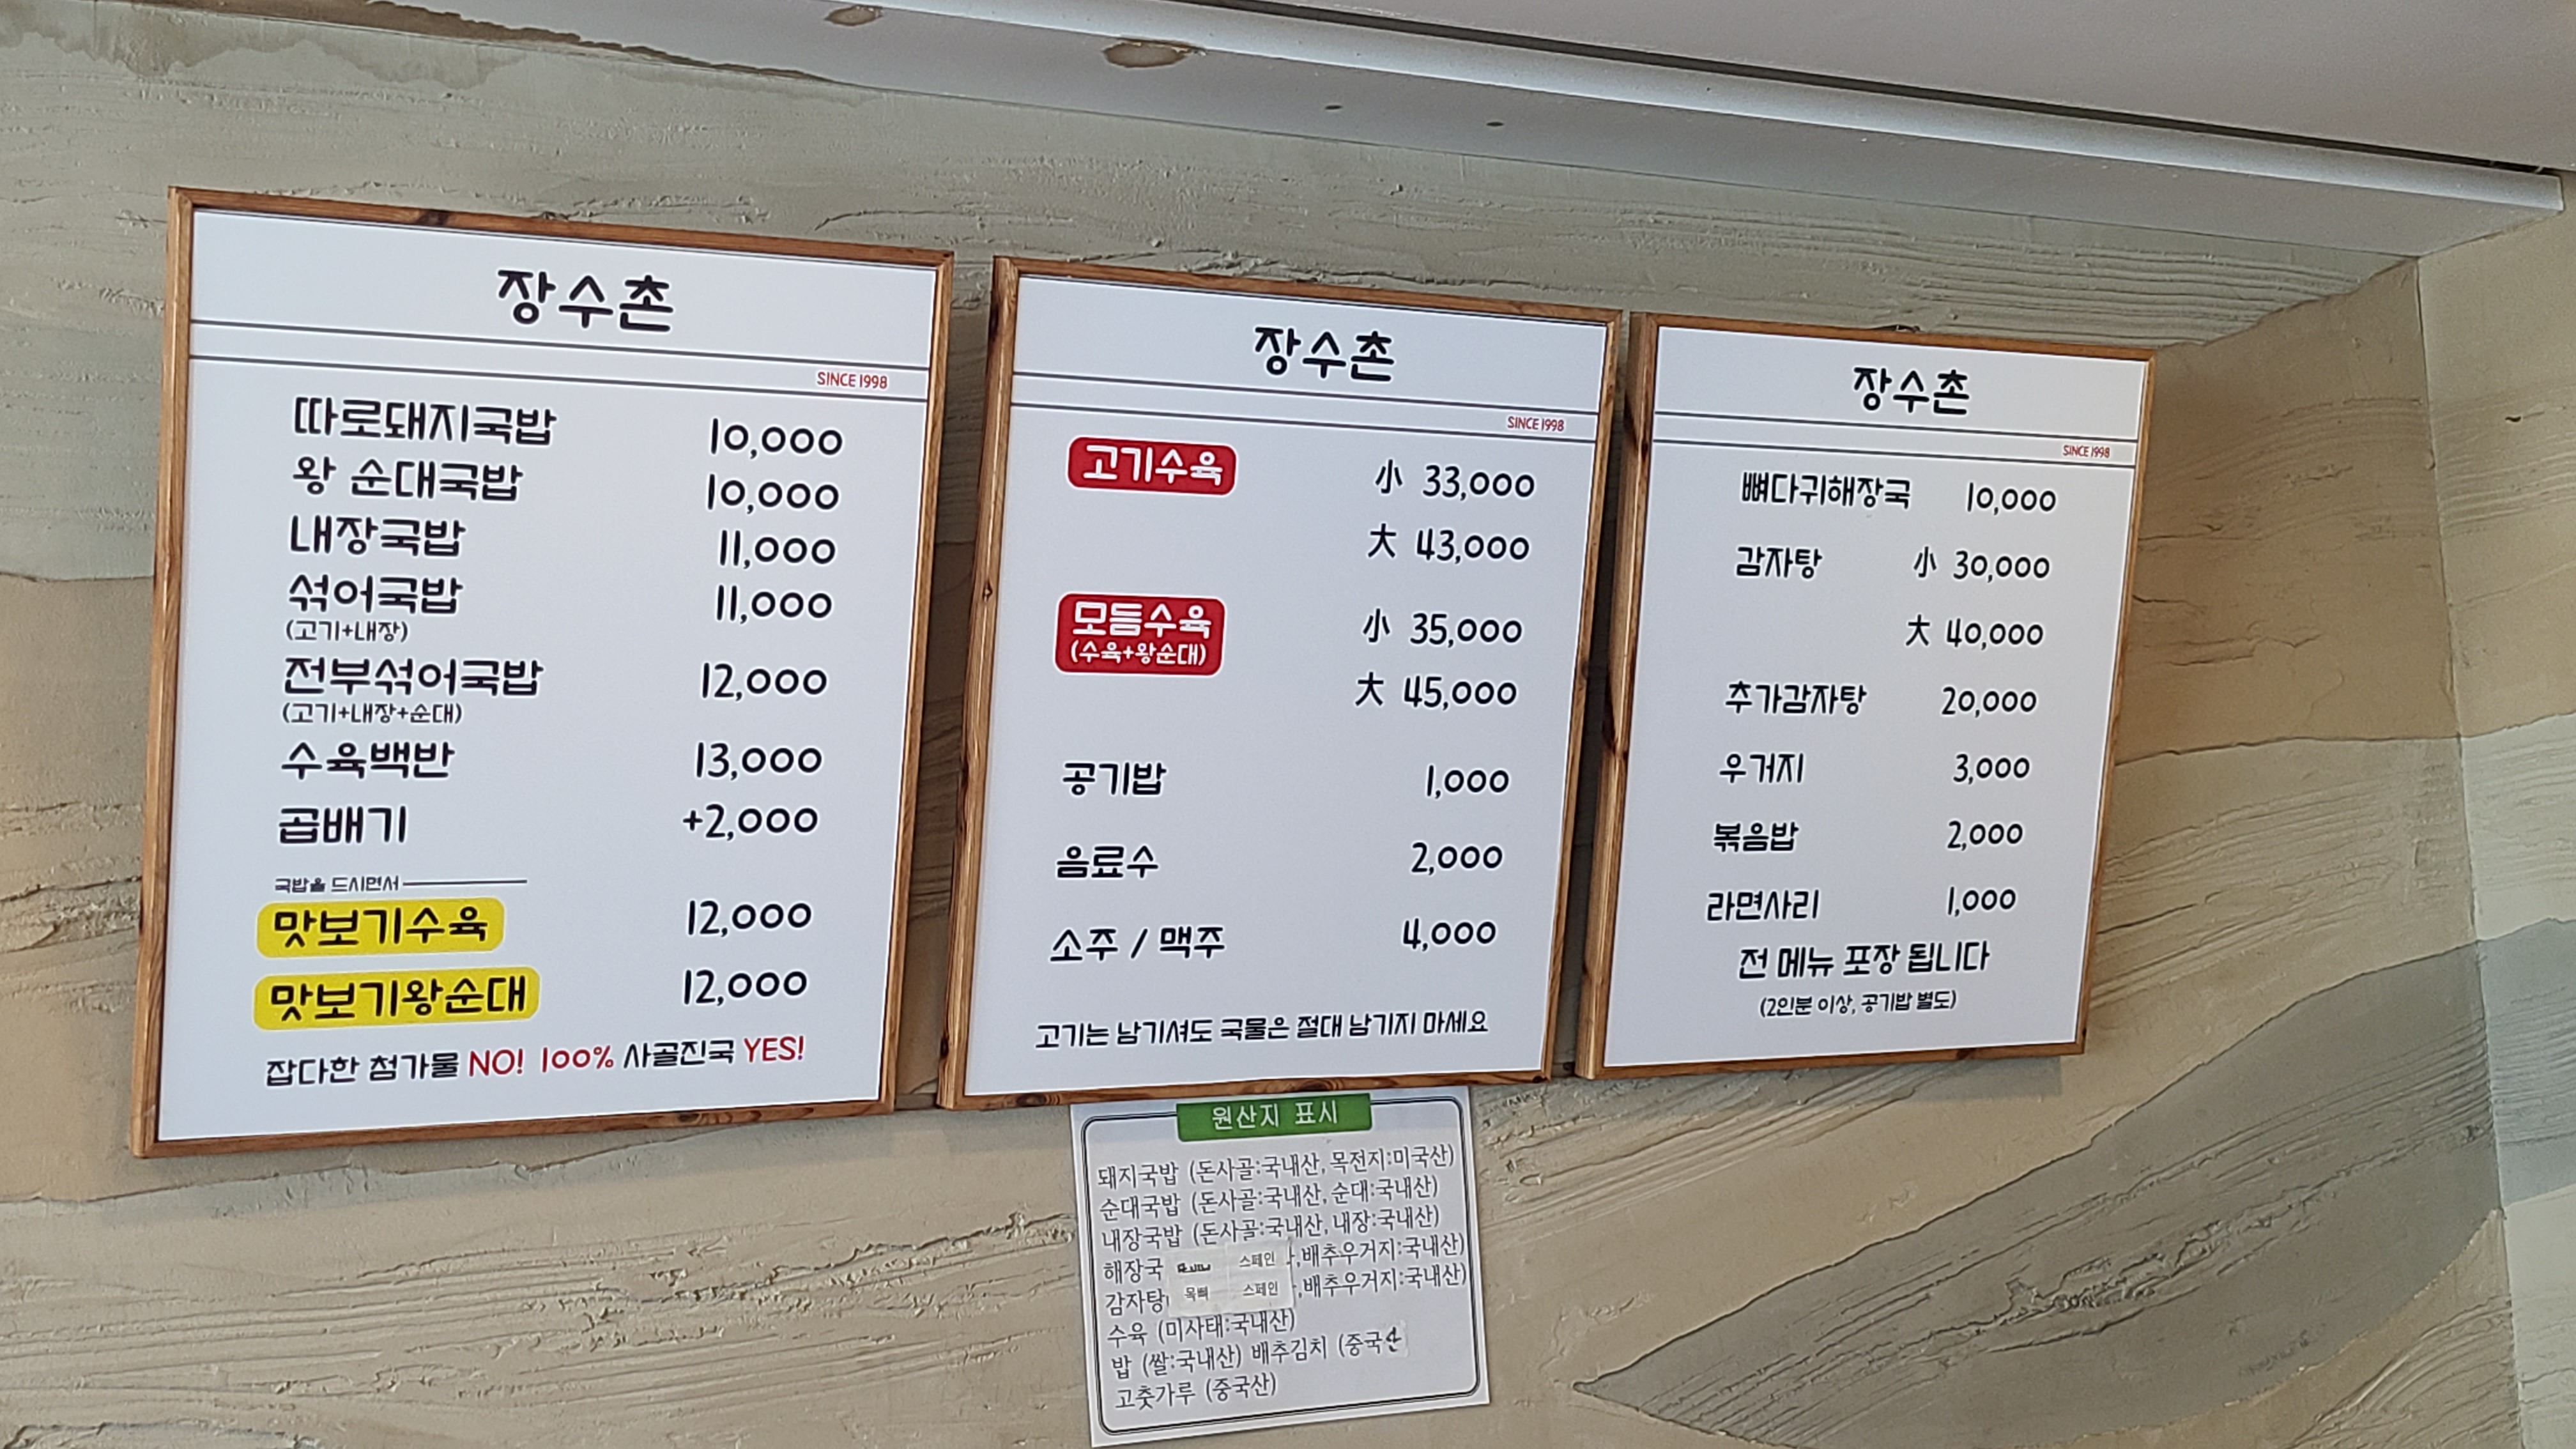 장수촌
SINCE 1998
따로돼지국밥 10,000
왕 순대국밥 10,000
내장국밥 11,000
섞어국밥 11,000
(고기+내장)
전부섞어국밥 12,000
(고기+내장+순대)
수육백반 13,000
곱배기 +2,000
국밥을 드시면서
맛보기수육 12,000
맛보기왕순대 12,000
잡다한 첨가물 NO! 100% 사골진국 YES!
장수촌
SINCE 1998
고기수육 小 33,000
大 43,000
모듬수육 小 35,000
(수육+왕순대)
大 45,000
공기밥 1,000
음료수 2,000
소주 / 맥주 4,000
고기는 남기셔도 국물은 절대 남기지 마세요
장수촌
SINCE 1998
뼈다귀해장국 10,000
감자탕 小 30,000
大 40,000
추가감자탕 20,000
우거지 3,000
볶음밥 2,000
라면사리 1,000
전 메뉴 포장 됩니다
(2인분 이상, 공기밥 별도)
원산지 표시
돼지국밥 (돈사골:국내산, 목전지:미국산)
순대국밥 (돈사골:국내산, 순대:국내산)
내장국밥 (돈사골:국내산, 내장:국내산)
해장국 스페인 ,배추우거지:국내산)
감자탕( 목뼈 스페인 ,배추우거지:국내산)
수육 (미사태:국내산)
밥 (쌀:국내산) 배추김치 (중국산
고춧가루 (중국산)